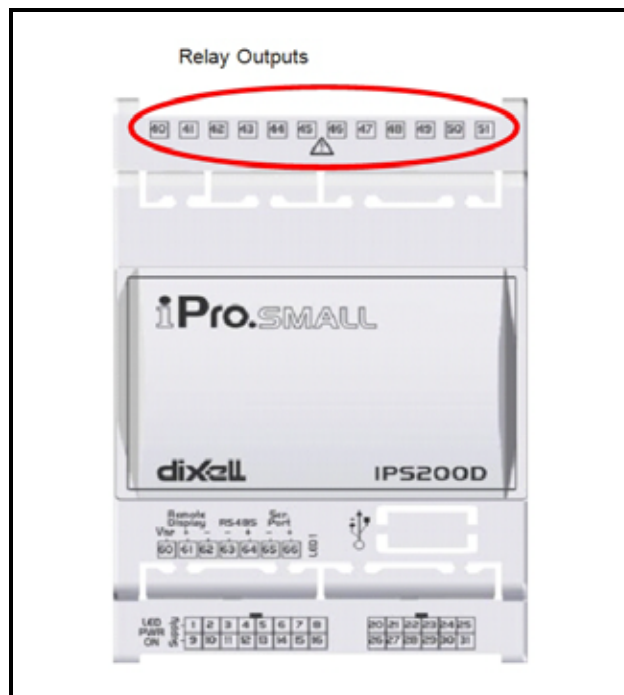 Relay Outputs
40 41 42 43 44 45 46 47 48 49 50 51
iPro.SMALL
dixell IPS200D
Remote Display RS485 Ser. Port
+ - - + - +
60 61 62 63 64 65 66 LED1
LED PWR ON Supply 1 2 3 4 5 6 7 8 20 21 22 23 24 25
9 10 11 12 13 14 15 16 26 27 28 29 30 31